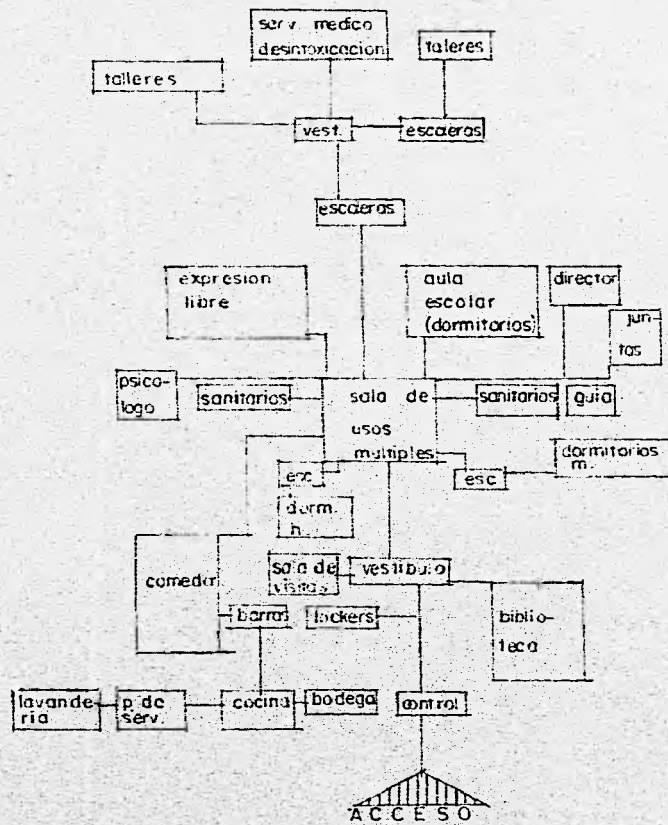 serv. medico
desintoxicacion
taleres
talleres
vest.
escaleras
escaleras
expresion
libre
aula
escolar
(dormitorios)
director
jun-
tas
psico-
logo
sanitarios
sala de
usos
multiples
sanitarios
guia
esc
dorm.
h.
esc
dormitorios
m.
comedor
sala de
visitas
vestibulo
barras
lockers
biblio-
teca
lavande
ria
p. de
serv.
cocina
bodega
control
ACCESO